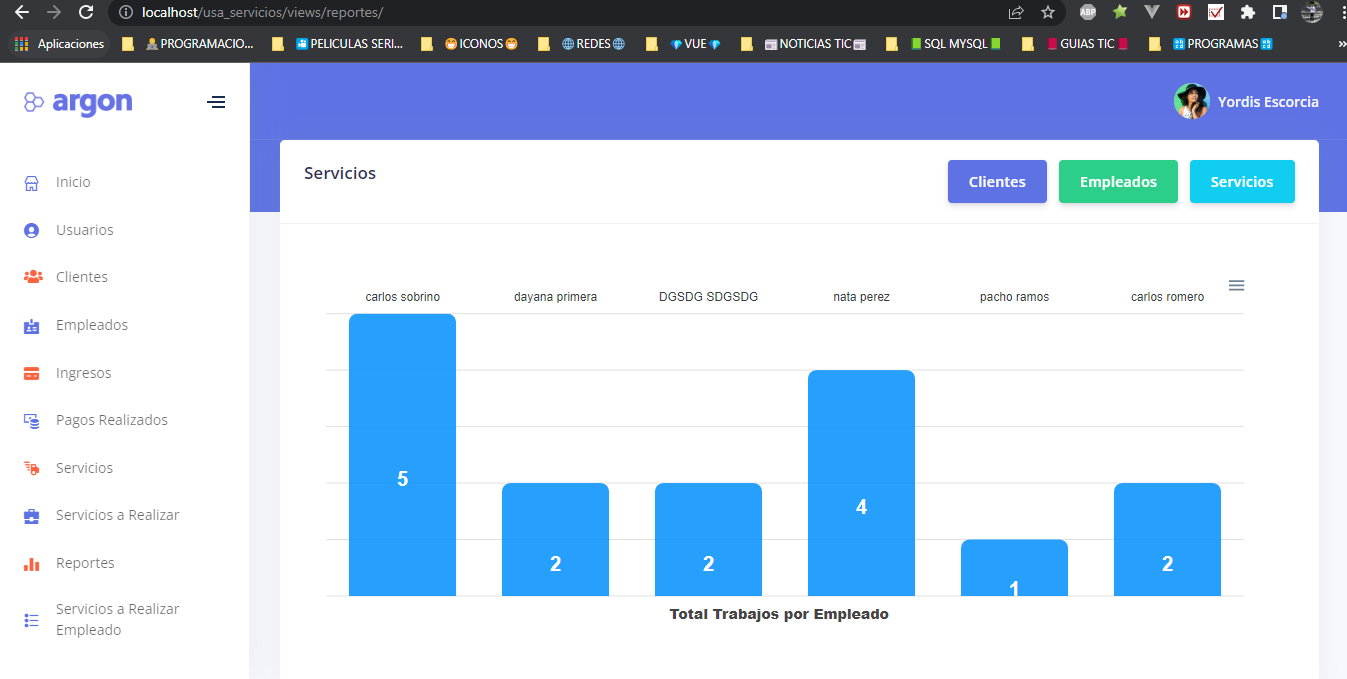 localhost/usa_servicios/views/reportes/
ABP
Aplicaciones
PROGRAMACIO...
PELICULAS SERI...
ICONOS
REDES
VUE
NOTICIAS TIC
SQL MYSQL
GUIAS TIC
PROGRAMAS
»
argon
Yordis Escorcia
Inicio
Usuarios
Clientes
Empleados
Ingresos
Pagos Realizados
Servicios
Servicios a Realizar
Reportes
Servicios a Realizar
Empleado
Servicios
Clientes
Empleados
Servicios
carlos sobrino
dayana primera
DGSDG SDGSDG
nata perez
pacho ramos
carlos romero
5
2
2
4
1
2
Total Trabajos por Empleado